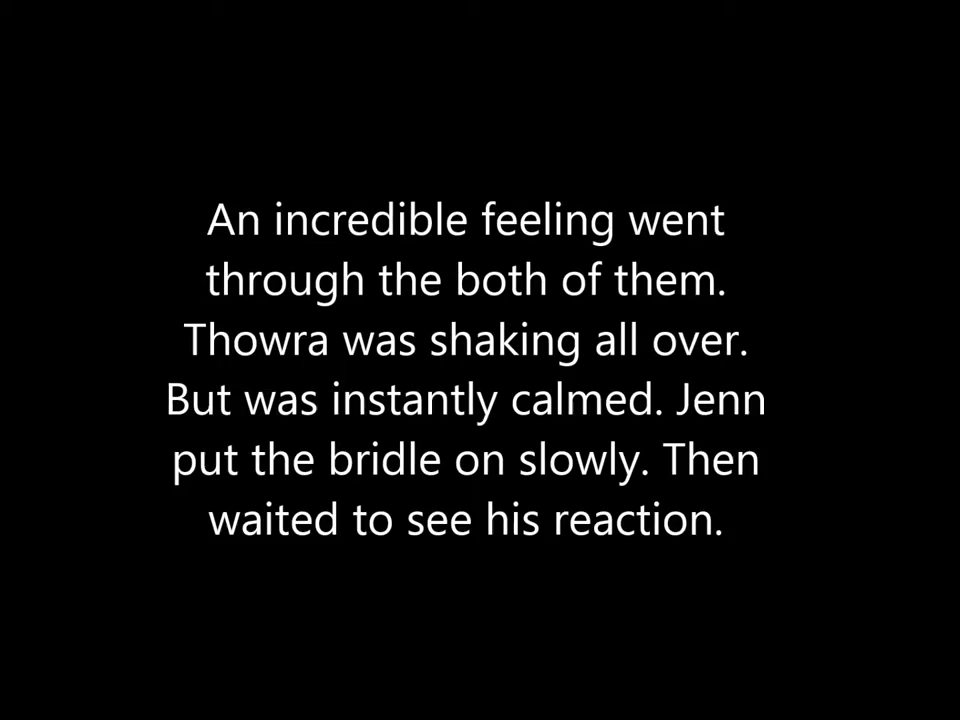 An incredible feeling went
through the both of them.
Thowra was shaking all over.
But was instantly calmed. Jenn
put the bridle on slowly. Then
waited to see his reaction.